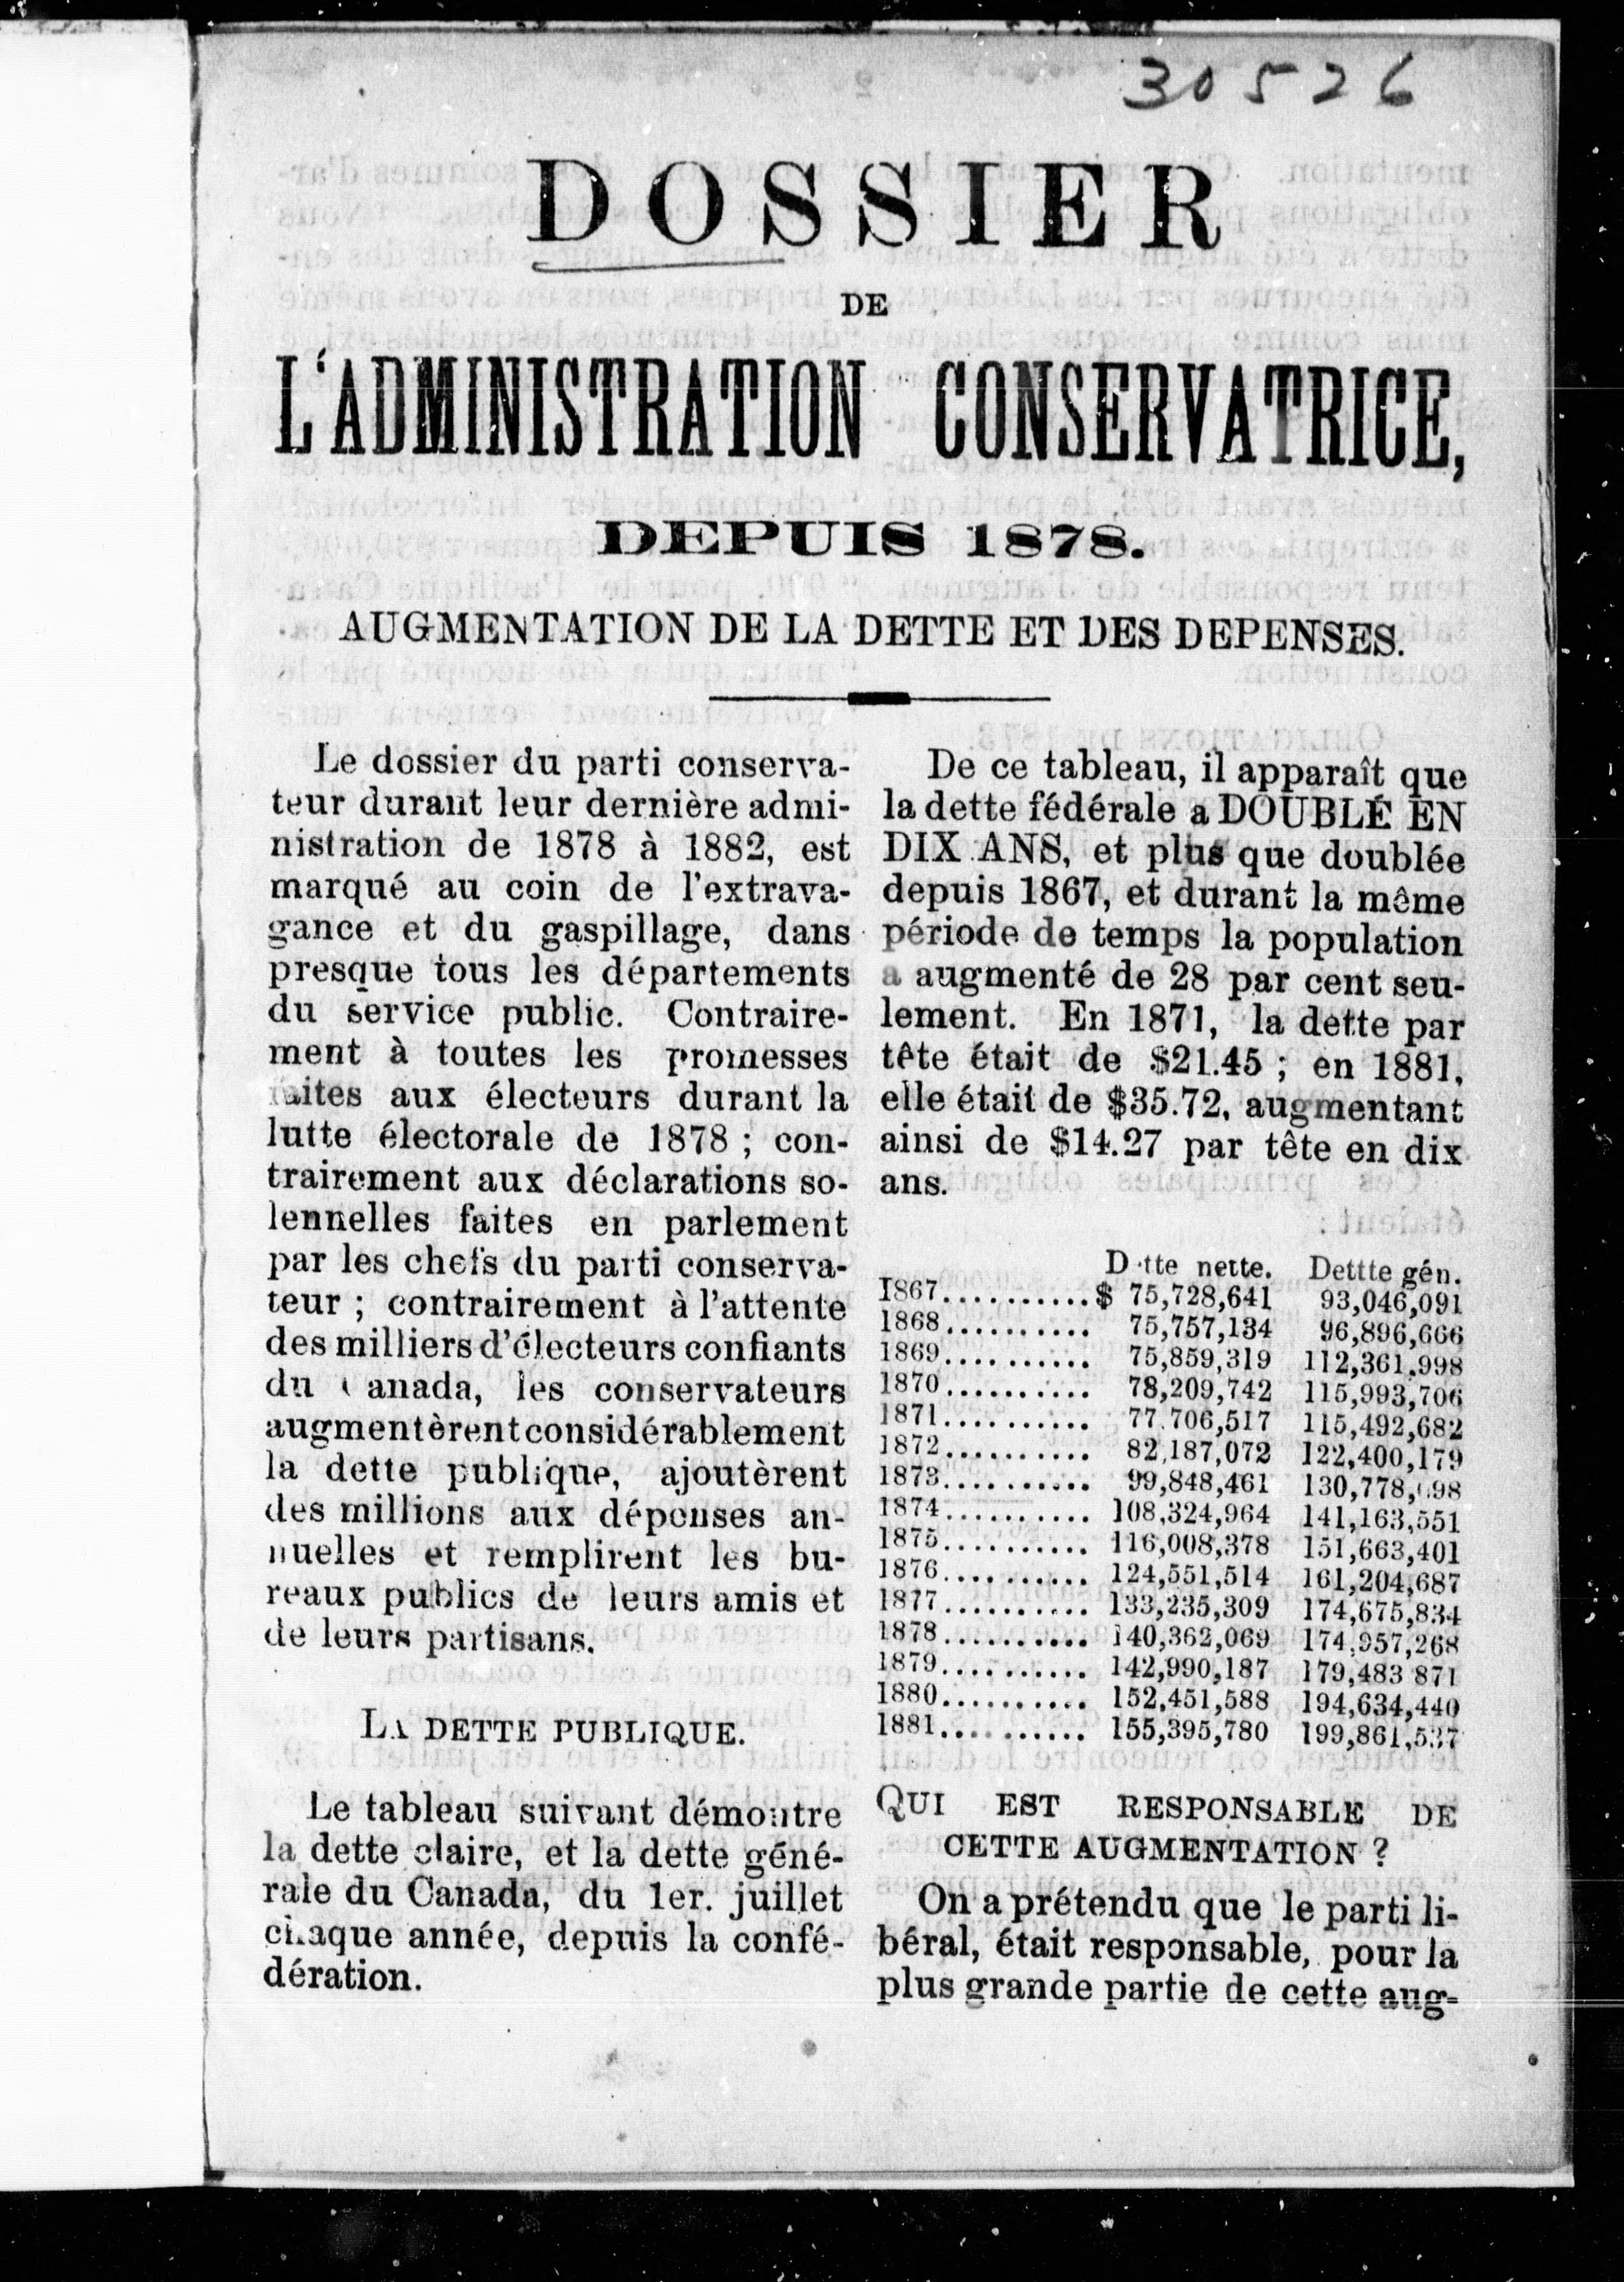 30526
DOSSIER
DE
L'ADMINISTRATION CONSERVATRICE,
DEPUIS 1878.
AUGMENTATION DE LA DETTE ET DES DEPENSES.
Le dossier du parti conserva-
teur durant leur dernière admi-
nistration de 1878 à 1882, est
marqué au coin de l'extrava-
gance et du gaspillage, dans
presque tous les départements
du service public. Contraire-
ment à toutes les promesses
faites aux électeurs durant la
lutte électorale de 1878 ; con-
trairement aux déclarations so-
lennelles faites en parlement
par les chefs du parti conserva-
teur ; contrairement à l'attente
des milliers d'électeurs confiants
du Canada, les conservateurs
augmentèrent considérablement
la dette publique, ajoutèrent
des millions aux dépenses an-
nuelles et remplirent les bu-
reaux publics de leurs amis et
de leurs partisans.
LA DETTE PUBLIQUE.
Le tableau suivant démontre
la dette claire, et la dette géné-
rale du Canada, du 1er. juillet
chaque année, depuis la confé-
dération.
De ce tableau, il apparaît que
la dette fédérale a DOUBLÉ EN
DIX ANS, et plus que doublée
depuis 1867, et durant la même
période de temps la population
a augmenté de 28 par cent seu-
lement. En 1871, la dette par
tête était de $21.45 ; en 1881,
elle était de $35.72, augmentant
ainsi de $14.27 par tête en dix
ans.
Dette nette. Dettte gén.
1867...........$ 75,728,641 93,046,091
1868.......... 75,757,134 96,896,666
1869.......... 75,859,319 112,361,998
1870.......... 78,209,742 115,993,706
1871.......... 77.706,517 115,492,682
1872.......... 82,187,072 122,400,179
1873.......... 99,848,461 130,778,098
1874.......... 108,324,964 141,163,551
1875.......... 116,008,378 151,663,401
1876.......... 124,551,514 161,204,687
1877.......... 133,235,309 174,675,834
1878.......... 140,362,069 174,957,268
1879.......... 142,990,187 179,483 871
1880.......... 152,451,588 194,634,440
1881.......... 155,395,780 199,861,537
QUI EST RESPONSABLE DE
CETTE AUGMENTATION ?
On a prétendu que le parti li-
béral, était responsable, pour la
plus grande partie de cette aug-